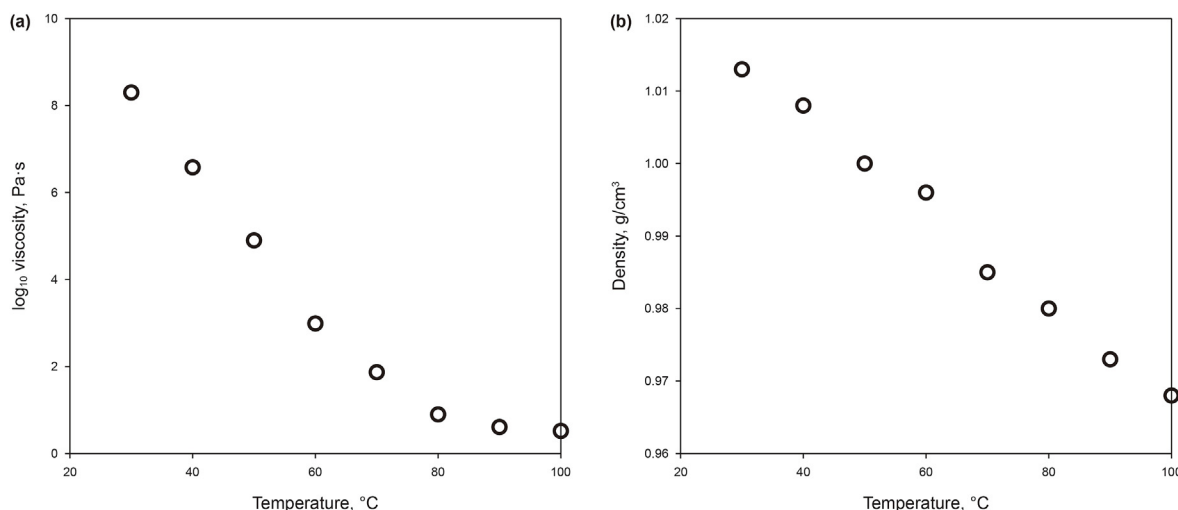 (a)
10
8
6
4
2
0
log₁₀ viscosity, Pa·s
20 40 60 80 100
Temperature, °C
(b)
1.02
1.01
1.00
0.99
0.98
0.97
0.96
Density, g/cm³
20 40 60 80 100
Temperature, °C